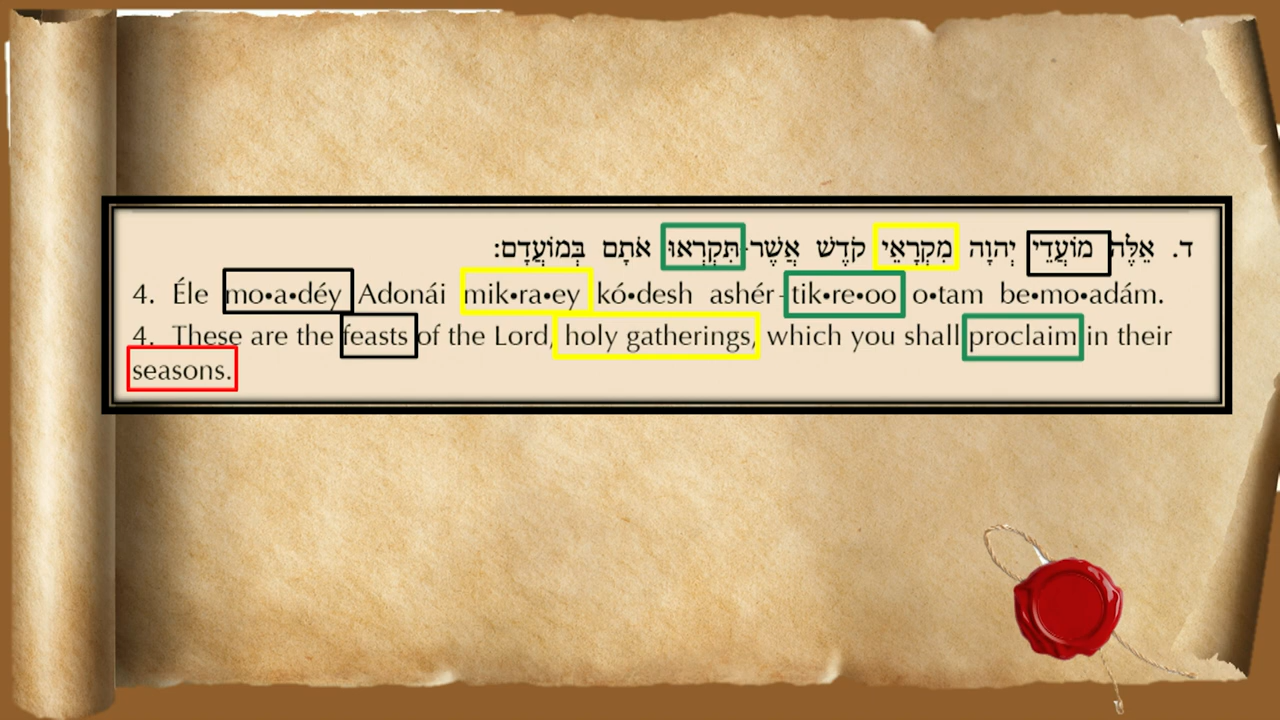 ד. אֵלֶּה מוֹעֲדֵי יְהוָה מִקְרָאֵי קֹדֶשׁ אֲשֶׁר-תִּקְרְאוּ אֹתָם בְּמוֹעֲדָם:
4. Éle mo•a•déy Adonái mik•ra•ey kó•desh ashér-tik•re•oo o•tam be•mo•adám.
4. These are the feasts of the Lord, holy gatherings, which you shall proclaim in their
seasons.